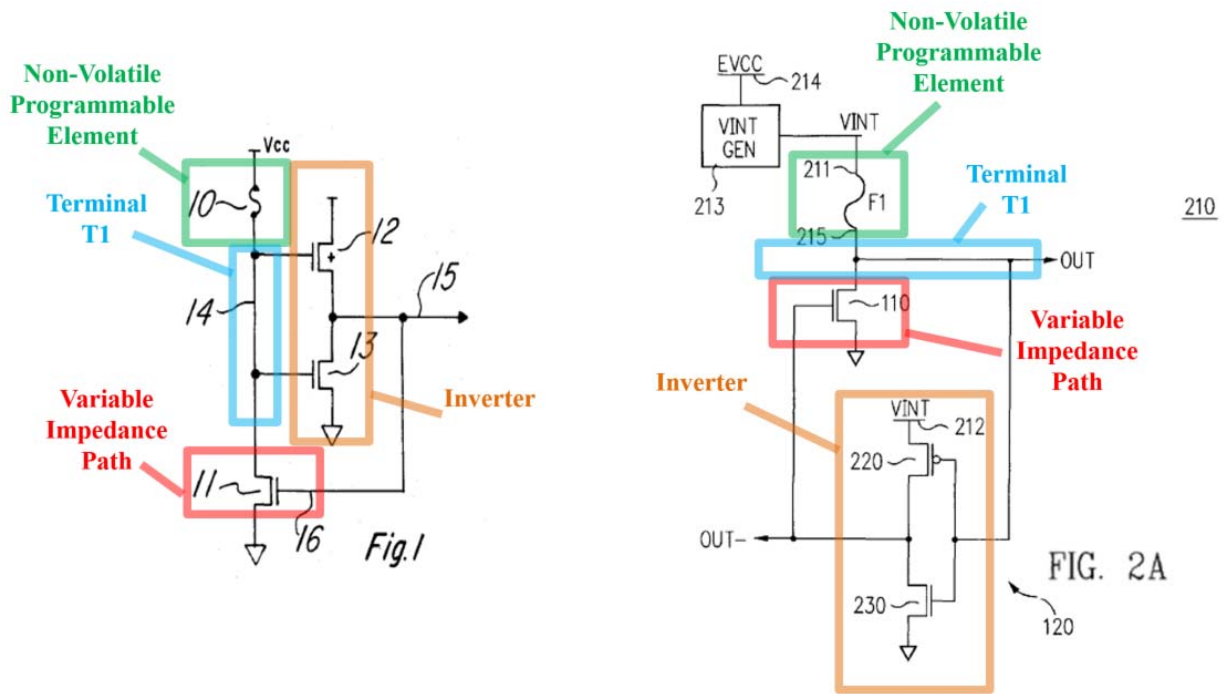 Non-Volatile
Programmable
Element
Vcc
10
Terminal
T1
12
14
15
13
Variable
Impedance
Path
Inverter
11
16
Fig.1
Non-Volatile
Programmable
Element
EVCC
214
VINT
GEN
VINT
213
211
F1
215
Terminal
T1
210
OUT
110
Variable
Impedance
Path
Inverter
VINT
212
220
OUT-
230
FIG. 2A
120